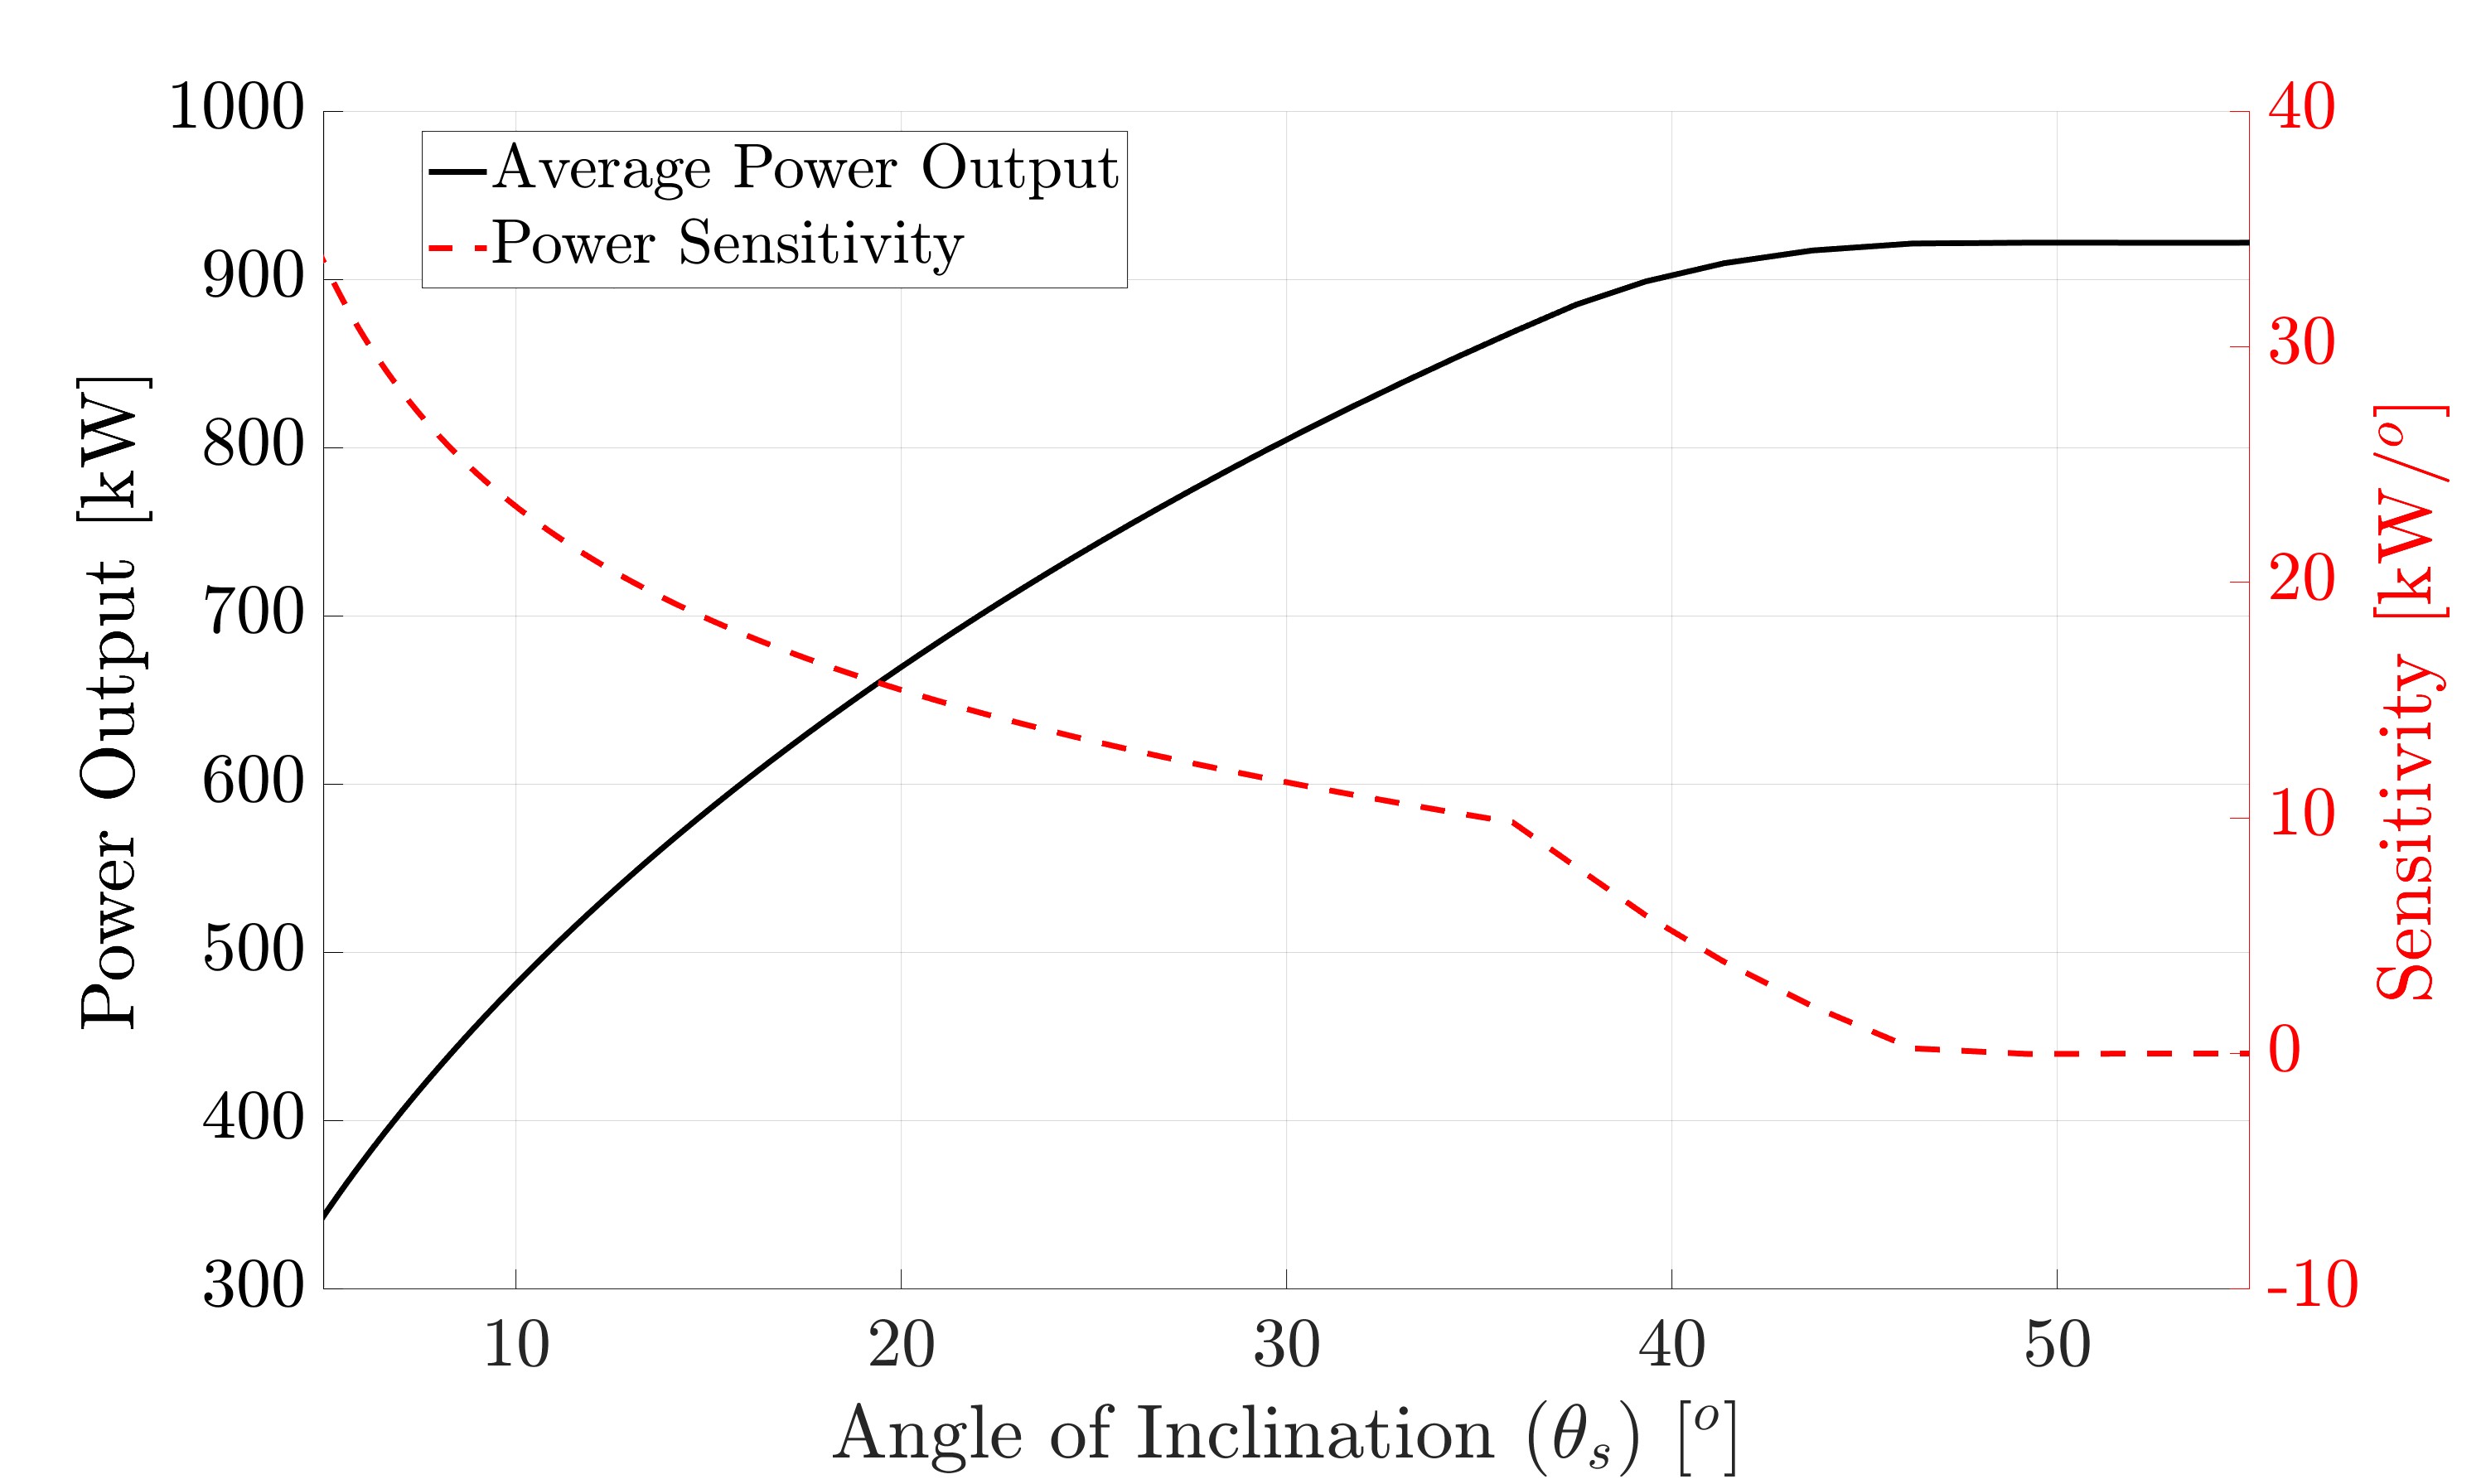 Average Power Output
Power Sensitivity
1000
900
800
700
600
500
400
300
Power Output [kW]
40
30
20
10
0
-10
Sensitivity [kW/°]
10 20 30 40 50
Angle of Inclination (θₛ) [°]